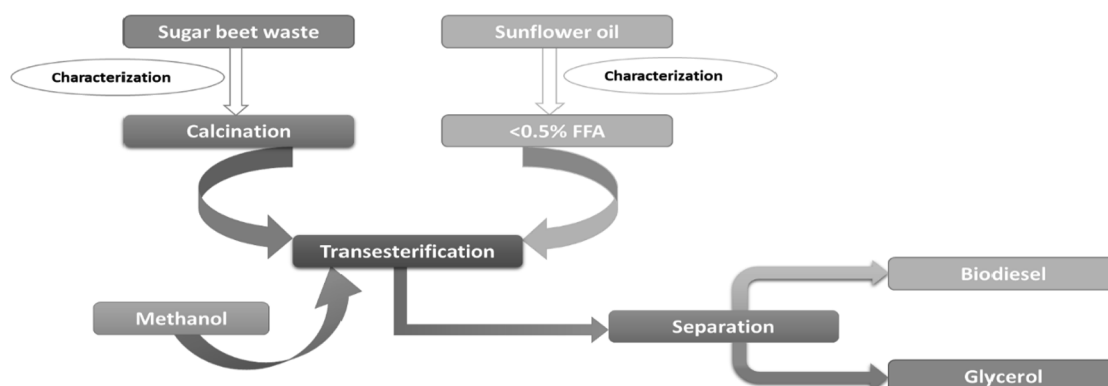 Sugar beet waste
Sunflower oil
Characterization
Characterization
Calcination
<0.5% FFA
Transesterification
Biodiesel
Methanol
Separation
Glycerol